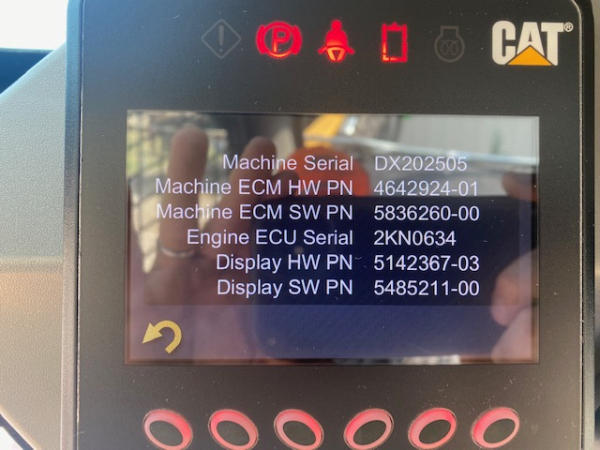 CAT®
Machine Serial DX202505
Machine ECM HW PN 4642924-01
Machine ECM SW PN 5836260-00
Engine ECU Serial 2KN0634
Display HW PN 5142367-03
Display SW PN 5485211-00